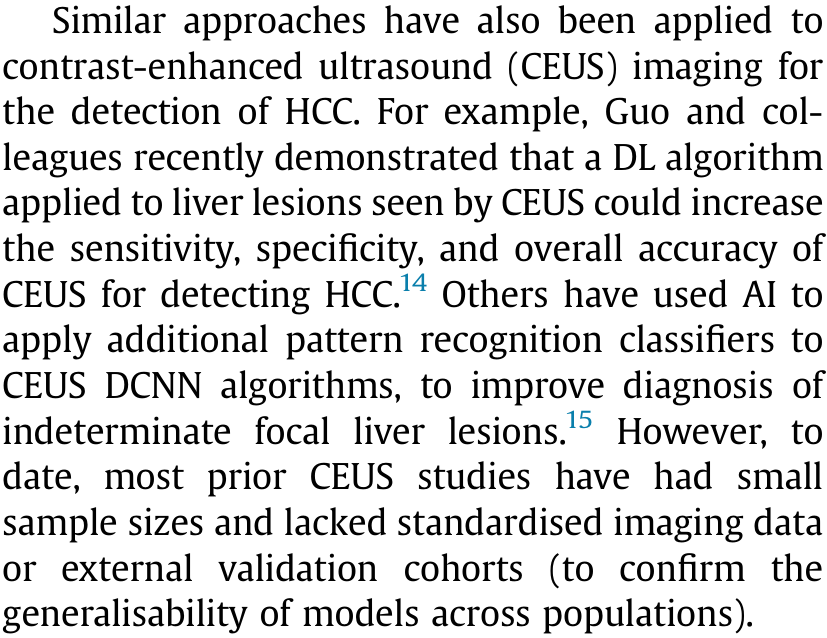 Similar approaches have also been applied to
contrast-enhanced ultrasound (CEUS) imaging for
the detection of HCC. For example, Guo and col-
leagues recently demonstrated that a DL algorithm
applied to liver lesions seen by CEUS could increase
the sensitivity, specificity, and overall accuracy of
CEUS for detecting HCC.14 Others have used AI to
apply additional pattern recognition classifiers to
CEUS DCNN algorithms, to improve diagnosis of
indeterminate focal liver lesions.15 However, to
date, most prior CEUS studies have had small
sample sizes and lacked standardised imaging data
or external validation cohorts (to confirm the
generalisability of models across populations).